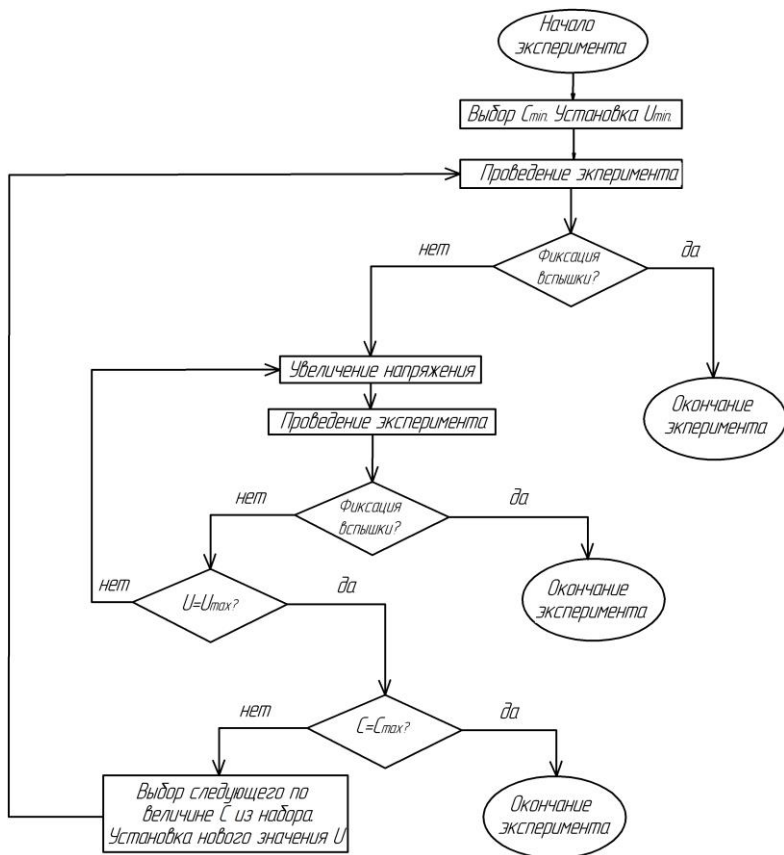 Начало
эксперимента
Выбор Cmin. Установка Umin.
Проведение экперимента
нет
Фиксация
вспышки?
да
Увеличение напряжения
Окончание
экперимента
Проведение эксперимента
нет
Фиксация
вспышки?
да
нет
U=Umax?
да
Окончание
эксперимента
нет
C=Cmax?
да
Выбор следующего по
величине C из набора.
Установка нового значения U
Окончание
эксперимента